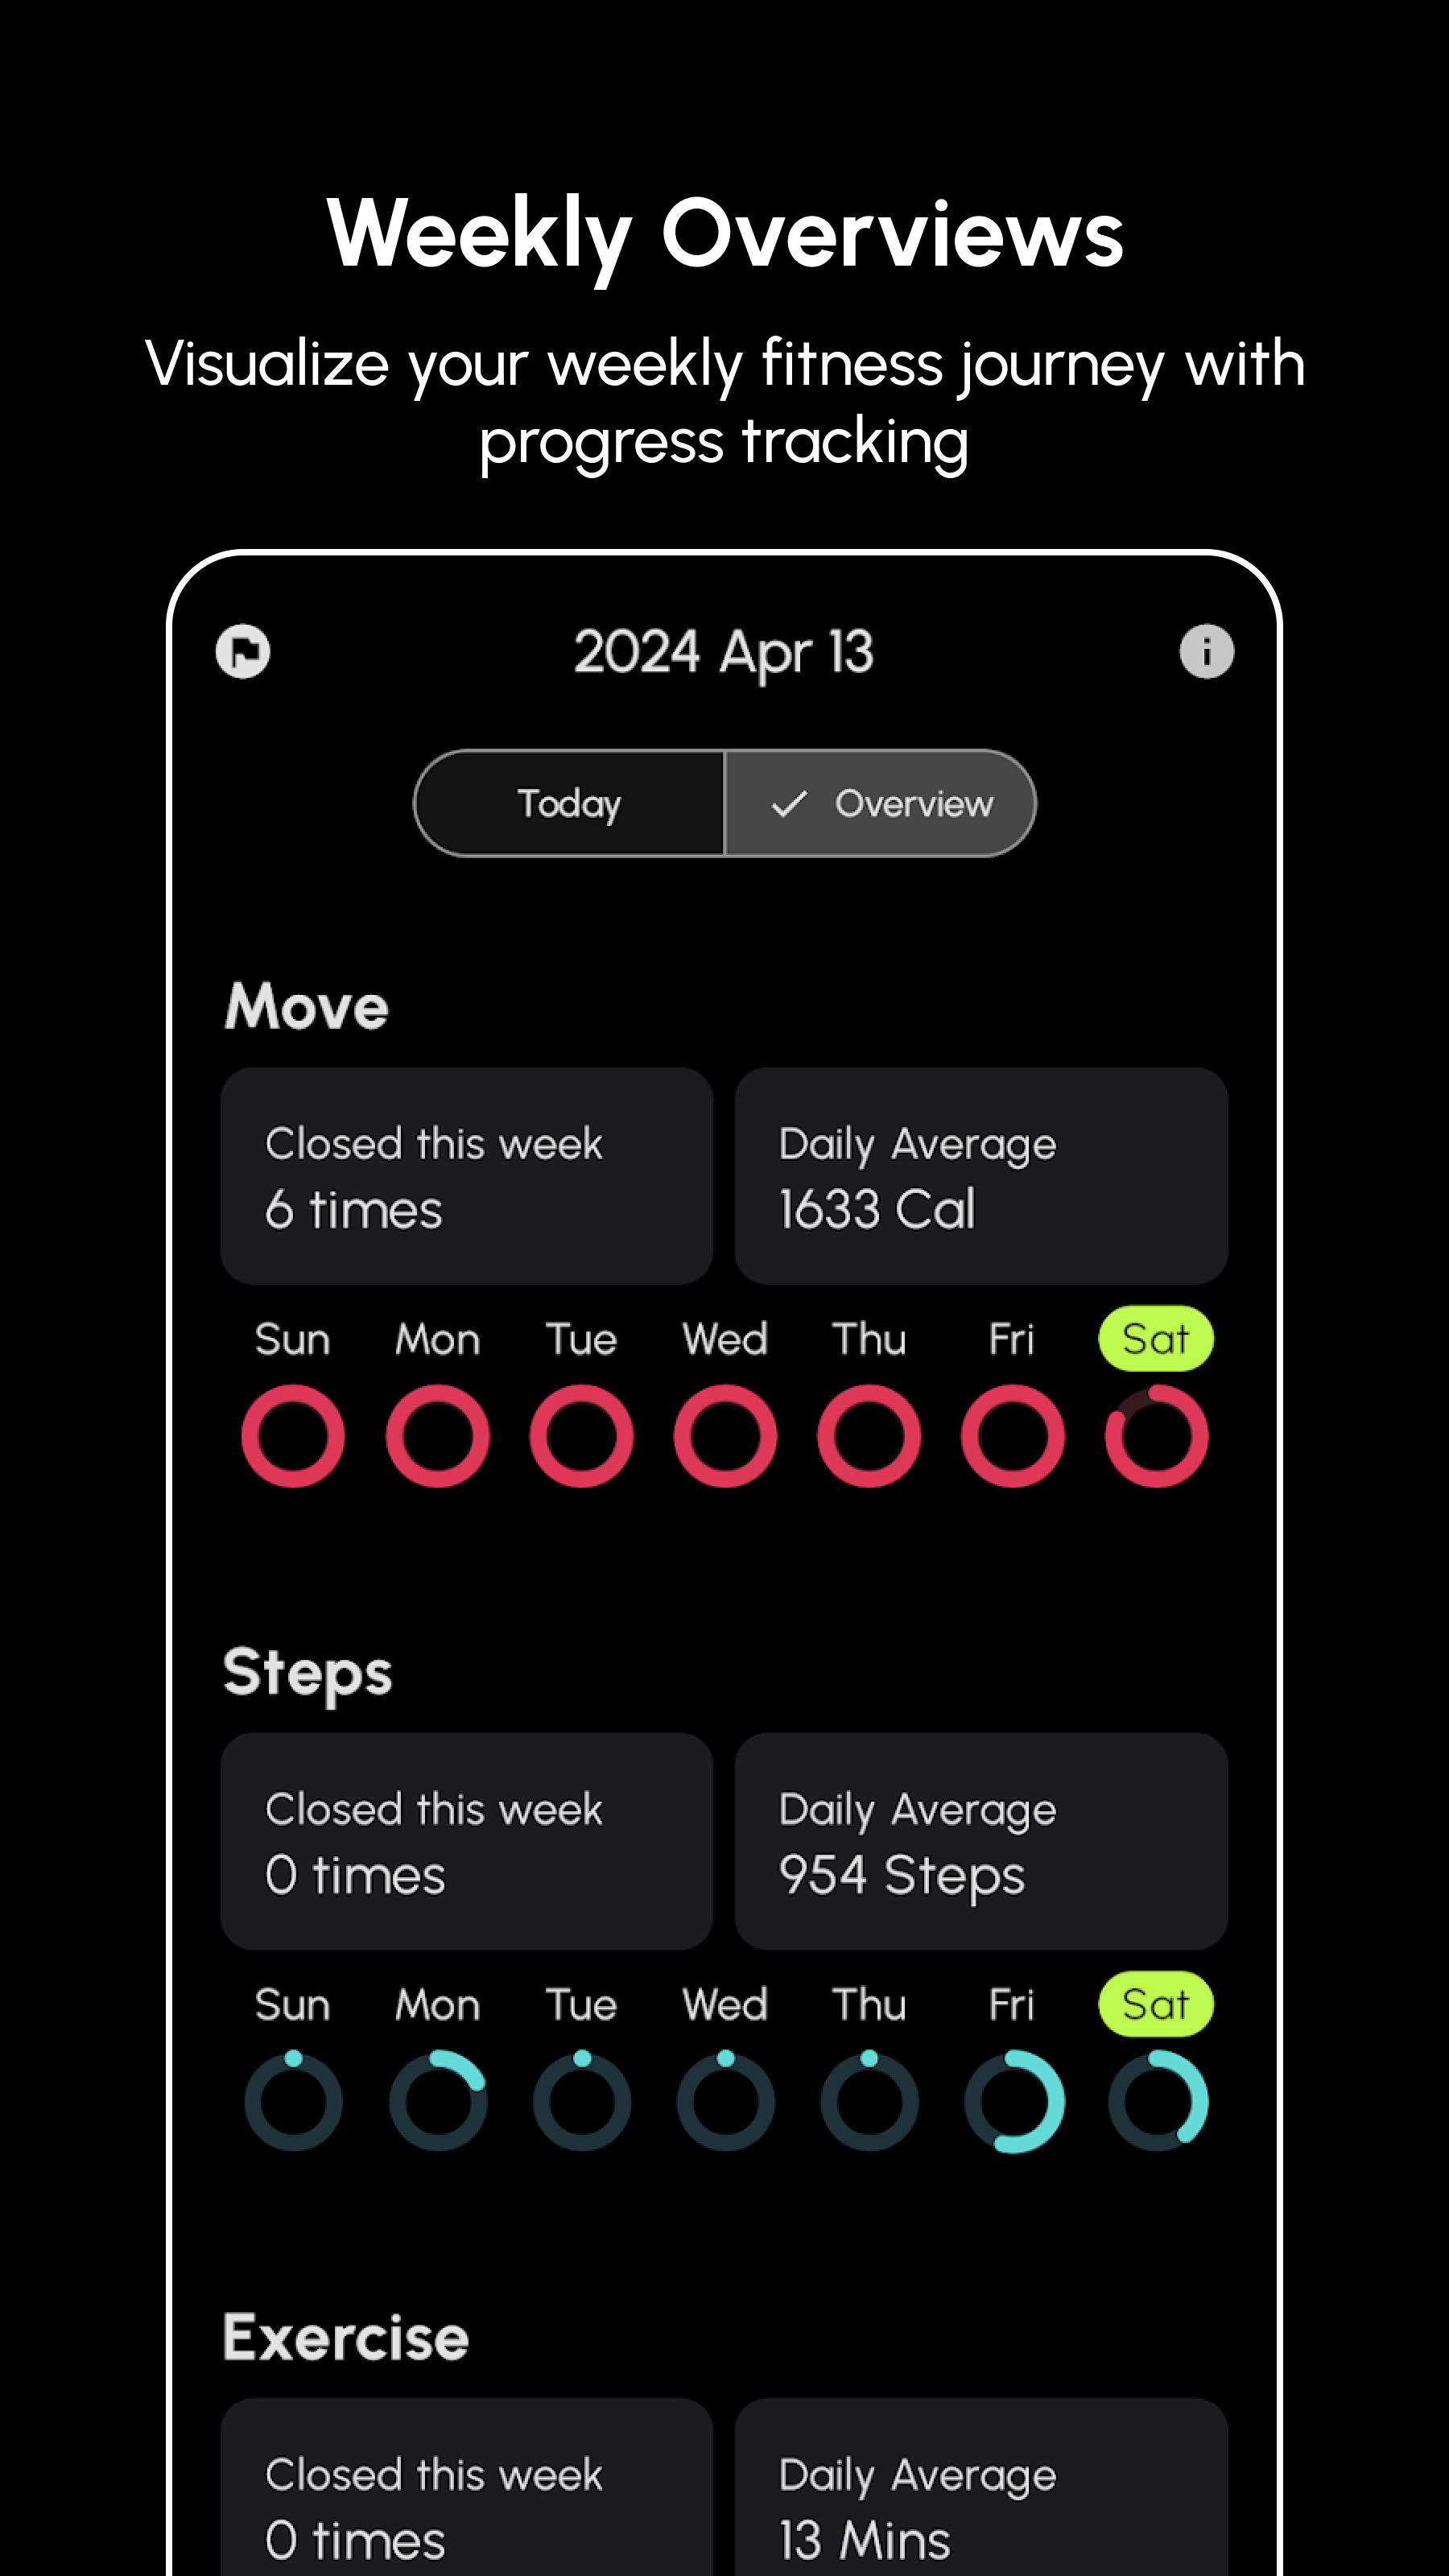 Weekly Overviews
Visualize your weekly fitness journey with
progress tracking
2024 Apr 13
Today Overview
Move
Closed this week Daily Average
6 times 1633 Cal
Sun Mon Tue Wed Thu Fri Sat
Steps
Closed this week Daily Average
0 times 954 Steps
Sun Mon Tue Wed Thu Fri Sat
Exercise
Closed this week Daily Average
0 times 13 Mins